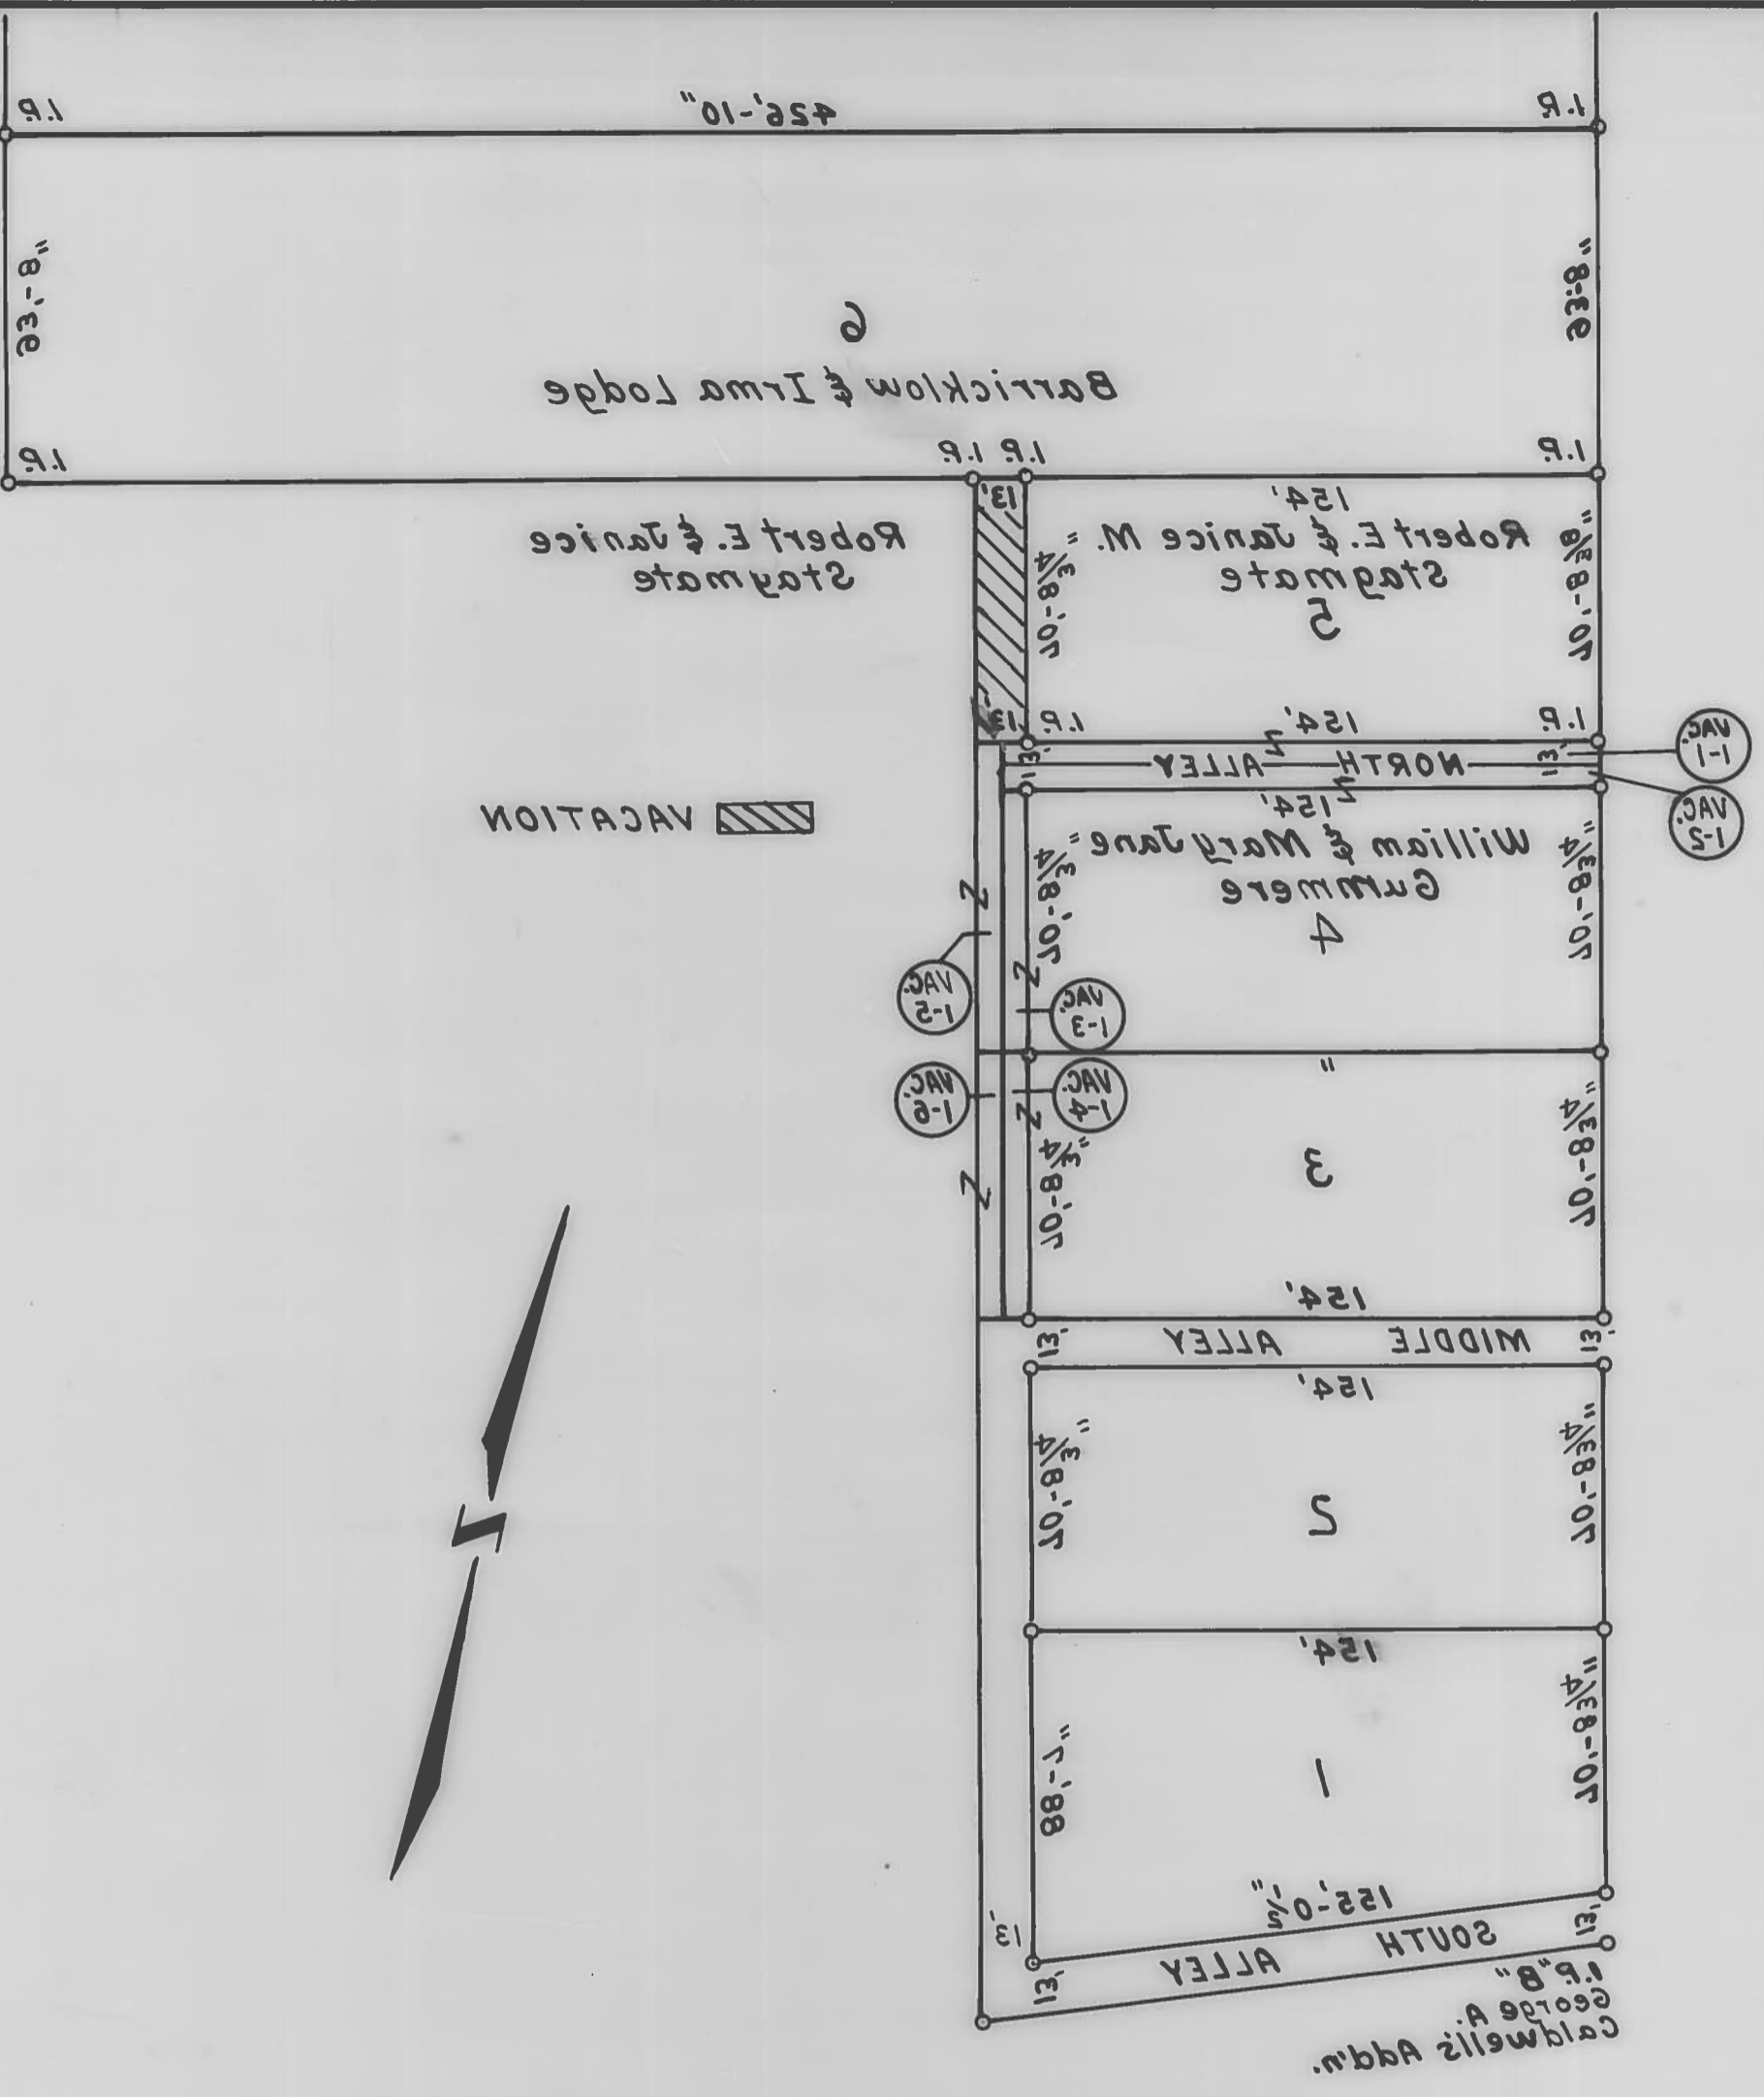 I.P.
426'-10"
I.P.
93'-8"
93'-8"
6
Barricklow & Irma Lodge
I.P.
I.P.
I.P.
I.P.
154'
13'
Robert E. & Janice M.
Stagmate
5
70'-8 3/8"
70'-8 3/4"
Robert E. & Janice
Staymate
I.P.
154'
I.P.
13'
VAC.
1-1
13'
NORTH ALLEY
13'
VAC.
1-2
154'
William & Mary Jane
Gummere
4
70'-8 3/4"
70'-8 3/4"
VACATION
VAC.
1-3
VAC.
1-5
"
3
70'-8 3/4"
70'-8 3/4"
VAC.
1-4
VAC.
1-6
154'
13'
MIDDLE ALLEY
13'
154'
70'-8 3/4"
2
70'-8 3/4"
N
154'
70'-8 3/4"
1
88'-7"
155'-0 1/2"
13'
13'
SOUTH ALLEY
13'
I.P. "B"
George A.
Caldwell's Add'n.